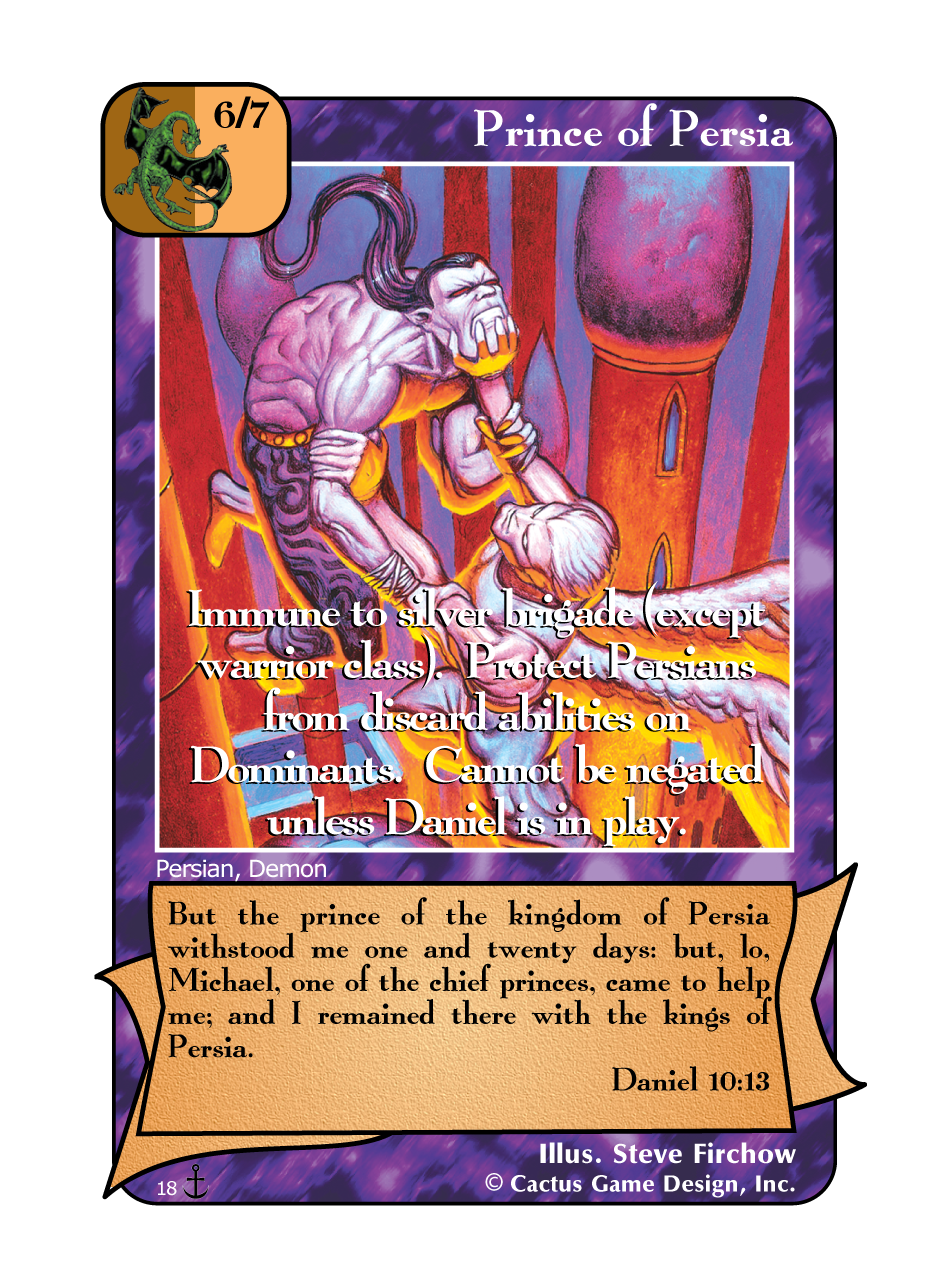 6/7
Prince of Persia
Immune to silver brigade (except
warrior class). Protect Persians
from discard abilities on
Dominants. Cannot be negated
unless Daniel is in play.
Persian, Demon
But the prince of the kingdom of Persia
withstood me one and twenty days: but, lo,
Michael, one of the chief princes, came to help
me; and I remained there with the kings of
Persia.
Daniel 10:13
Illus. Steve Firchow
18
© Cactus Game Design, Inc.